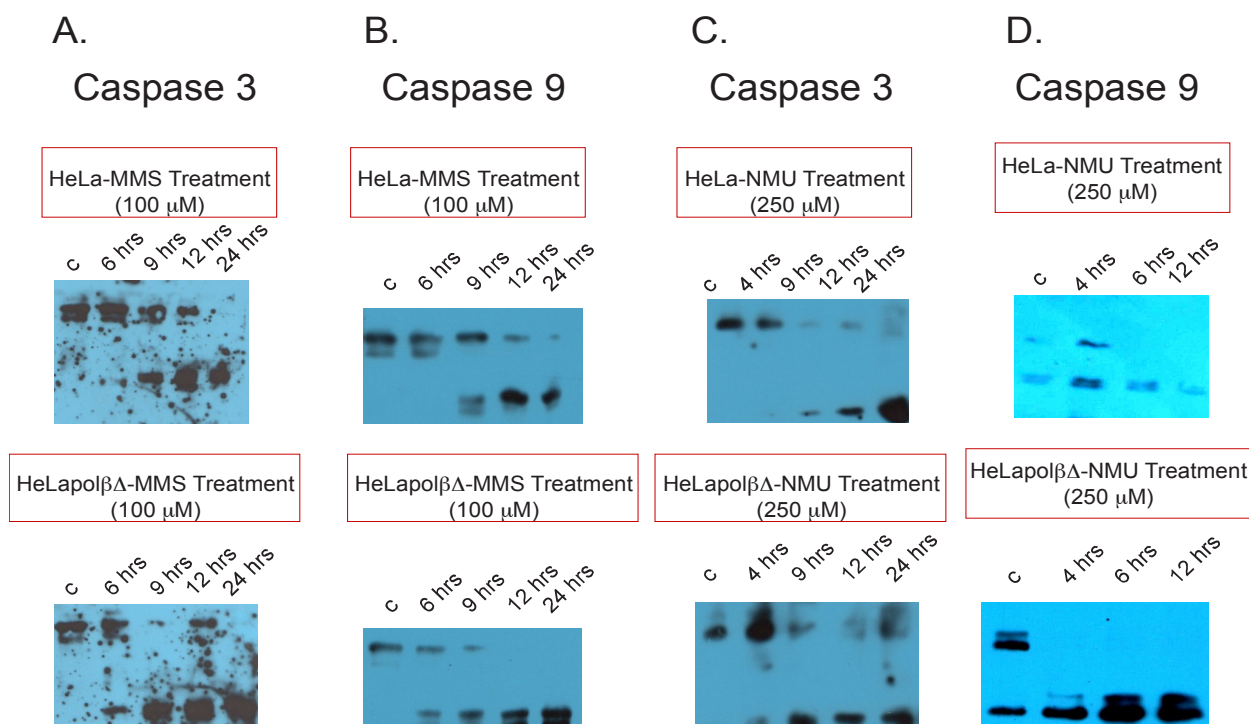 A.
Caspase 3
HeLa-MMS Treatment
(100 μM)
c 6 hrs 9 hrs 12 hrs 24 hrs
HeLapolβΔ-MMS Treatment
(100 μM)
c 6 hrs 9 hrs 12 hrs 24 hrs
B.
Caspase 9
HeLa-MMS Treatment
(100 μM)
c 6 hrs 9 hrs 12 hrs 24 hrs
HeLapolβΔ-MMS Treatment
(100 μM)
c 6 hrs 9 hrs 12 hrs 24 hrs
C.
Caspase 3
HeLa-NMU Treatment
(250 μM)
c 4 hrs 9 hrs 12 hrs 24 hrs
HeLapolβΔ-NMU Treatment
(250 μM)
c 4 hrs 9 hrs 12 hrs 24 hrs
D.
Caspase 9
HeLa-NMU Treatment
(250 μM)
c 4 hrs 6 hrs 12 hrs
HeLapolβΔ-NMU Treatment
(250 μM)
c 4 hrs 6 hrs 12 hrs